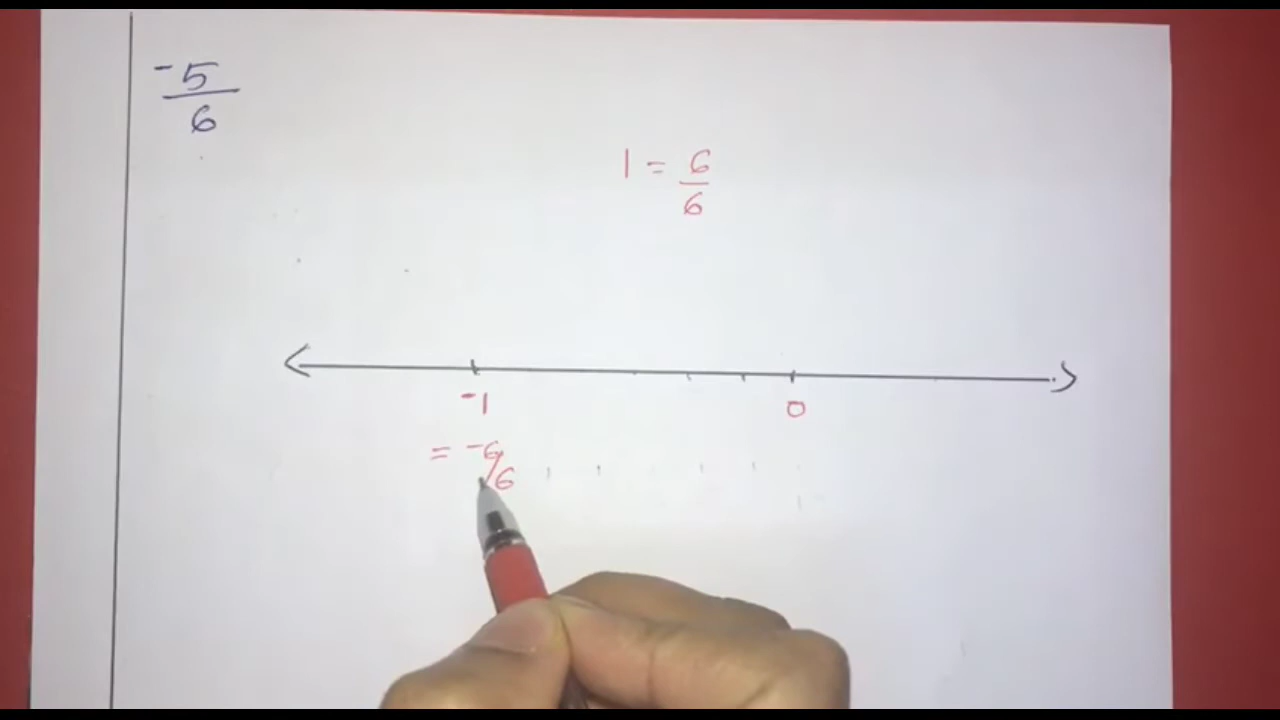 -5/6
1 = 6/6
-1 0
= -6/6